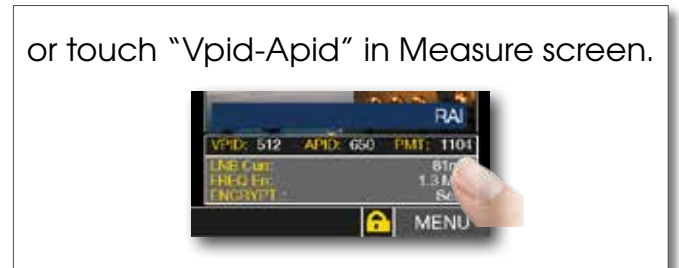 or touch “Vpid-Apid” in Measure screen.
RAI
VPID: 512 APID: 650 PMT: 1104
LNB Curr:
FREQ Err:
ENCRYPT.:
MENU